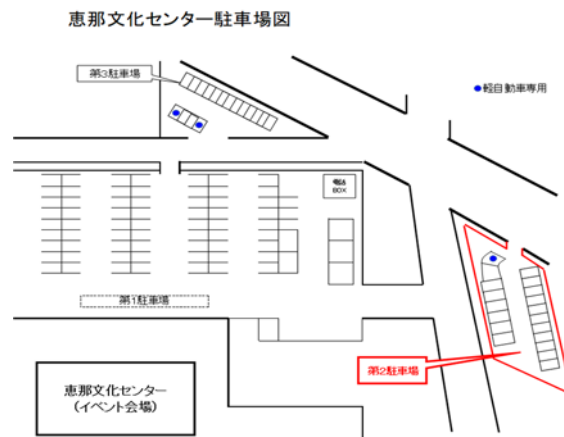 恵那文化センター駐車場図
第3駐車場
●軽自動車専用
電話
BOX
第1駐車場
第2駐車場
恵那文化センター
(イベント会場)